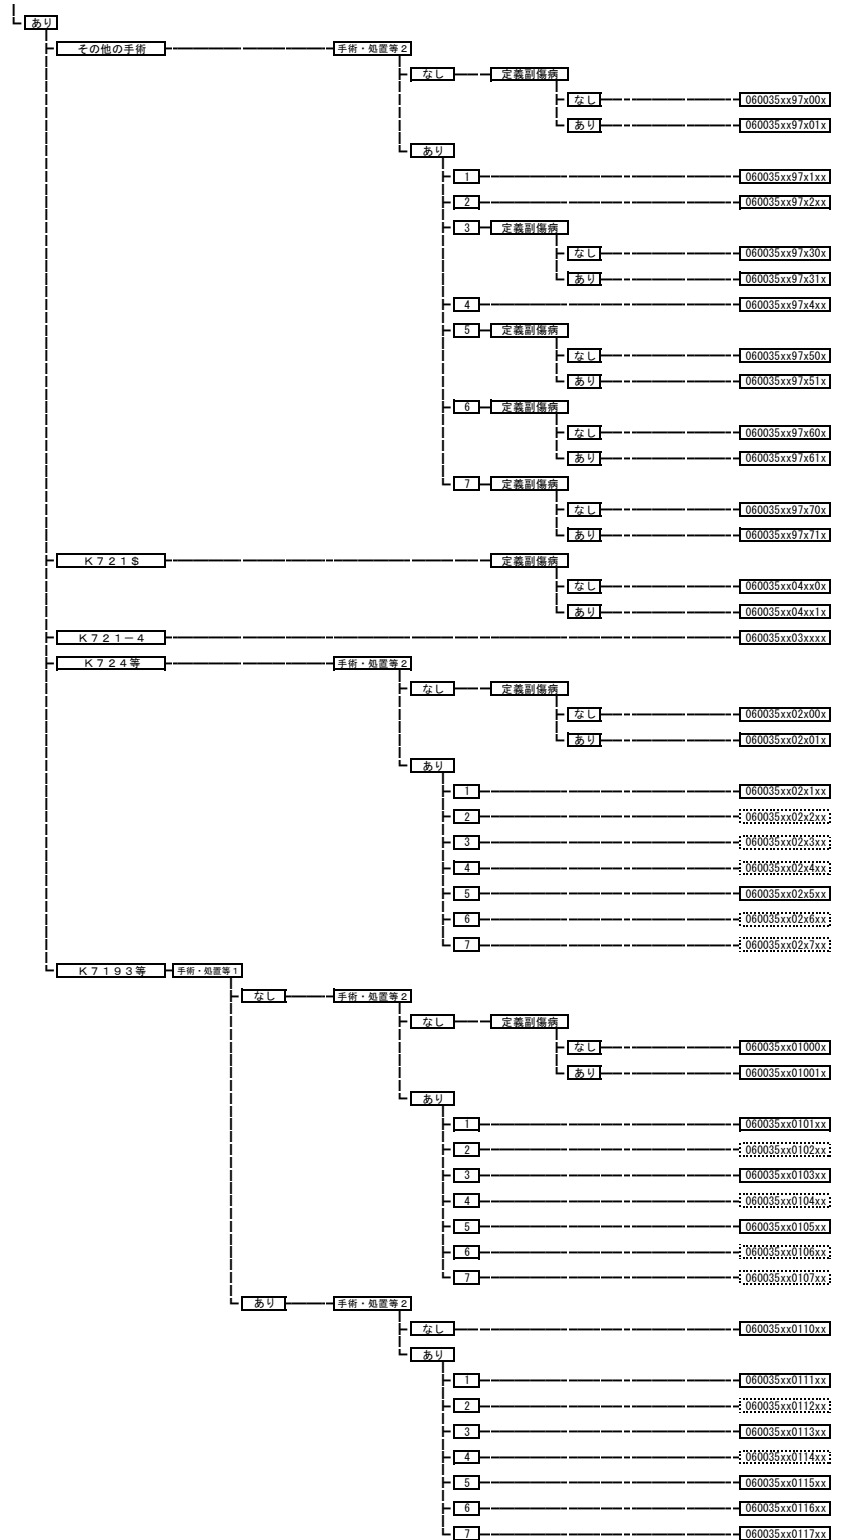 あり
その他の手術 手術・処置等2
なし 定義副傷病
なし 060035xx97x00x
あり 060035xx97x01x
あり
1 060035xx97x1xx
2 060035xx97x2xx
3 定義副傷病
なし 060035xx97x30x
あり 060035xx97x31x
4 060035xx97x4xx
5 定義副傷病
なし 060035xx97x50x
あり 060035xx97x51x
6 定義副傷病
なし 060035xx97x60x
あり 060035xx97x61x
7 定義副傷病
なし 060035xx97x70x
あり 060035xx97x71x
K721$ 定義副傷病
なし 060035xx04xx0x
あり 060035xx04xx1x
K721-4 060035xx03xxxx
K724等 手術・処置等2
なし 定義副傷病
なし 060035xx02x00x
あり 060035xx02x01x
あり
1 060035xx02x1xx
2 060035xx02x2xx
3 060035xx02x3xx
4 060035xx02x4xx
5 060035xx02x5xx
6 060035xx02x6xx
7 060035xx02x7xx
K7193等 手術・処置等1
なし 手術・処置等2
なし 定義副傷病
なし 060035xx01000x
あり 060035xx01001x
あり
1 060035xx0101xx
2 060035xx0102xx
3 060035xx0103xx
4 060035xx0104xx
5 060035xx0105xx
6 060035xx0106xx
7 060035xx0107xx
あり 手術・処置等2
なし 060035xx0110xx
あり
1 060035xx0111xx
2 060035xx0112xx
3 060035xx0113xx
4 060035xx0114xx
5 060035xx0115xx
6 060035xx0116xx
7 060035xx0117xx